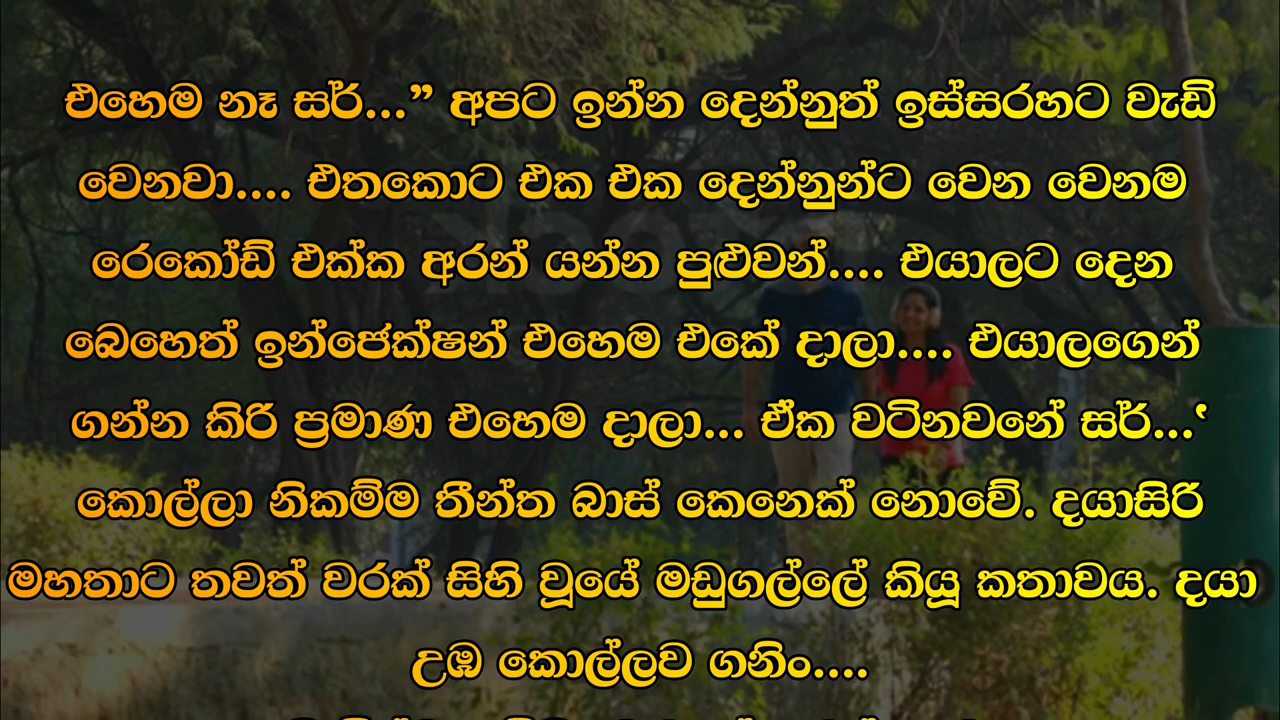 එහෙම නෑ සර්...” අපට ඉන්න දෙන්නුත් ඉස්සරහට වැඩි
වෙනවා.... එතකොට එක එක දෙන්නුන්ට වෙන වෙනම
රෙකෝඩ් එක්ක අරන් යන්න පුළුවන්.... එයාලට දෙන
බෙහෙත් ඉන්ජෙක්ෂන් එහෙම එකේ දාලා.... එයාලගෙන්
ගන්න කිරි ප්‍රමාණ එහෙම දාලා... ඒක වටිනවනේ සර්...‛
කොල්ලා නිකම්ම තීන්ත බාස් කෙනෙක් නොවේ. දයාසිරි
මහතාට තවත් වරක් සිහි වූයේ මඩුගල්ලේ කියූ කතාවය. දයා
උඹ කොල්ලව ගනිං....